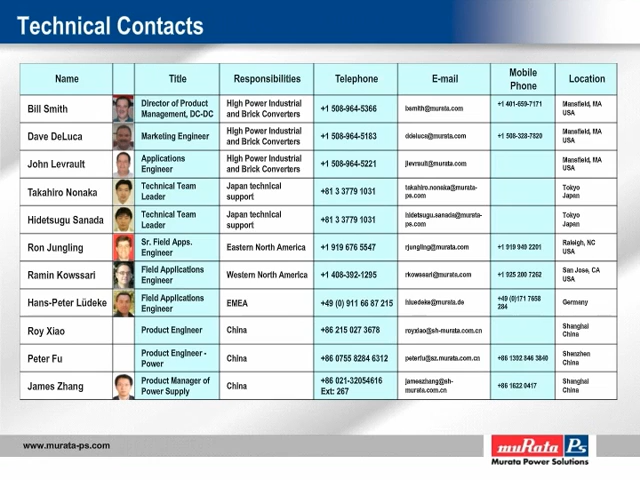 Technical Contacts
Name Title Responsibilities Telephone E-mail Mobile Phone Location
Bill Smith Director of Product Management, DC-DC High Power Industrial and Brick Converters +1 508-964-5366 bsmith@murata.com +1 401-659-7171 Mansfield, MA USA
Dave DeLuca Marketing Engineer High Power Industrial and Brick Converters +1 508-964-5183 ddeluca@murata.com +1 508-328-7820 Mansfield, MA USA
John Levrault Applications Engineer High Power Industrial and Brick Converters +1 508-964-5221 jlevrault@murata.com Mansfield, MA USA
Takahiro Nonaka Technical Team Leader Japan technical support +81 3 3779 1031 takahiro.nonaka@murata-ps.com Tokyo Japan
Hidetsugu Sanada Technical Team Leader Japan technical support +81 3 3779 1031 hidetsugu.sanada@murata-ps.com Tokyo Japan
Ron Jungling Sr. Field Apps. Engineer Eastern North America +1 919 676 5547 rjungling@murata.com +1 919 949 2201 Raleigh, NC USA
Ramin Kowssari Field Applications Engineer Western North America +1 408-392-1295 rkowssari@murata.com +1 925 200 7262 San Jose, CA USA
Hans-Peter Lüdeke Field Applications Engineer EMEA +49 (0) 911 66 87 215 hluedeke@murata.de +49 (0)171 7658 284 Germany
Roy Xiao Product Engineer China +86 215 027 3678 royxiao@sh-murata.com.cn Shanghai China
Peter Fu Product Engineer - Power China +86 0755 8284 6312 peterfu@sz.murata.com.cn +86 1302 846 3840 Shenzhen China
James Zhang Product Manager of Power Supply China +86 021-32054616 Ext: 267 jameszhang@sh-murata.com.cn +86 1622 0417 Shanghai China
www.murata-ps.com
muRata Ps
Murata Power Solutions